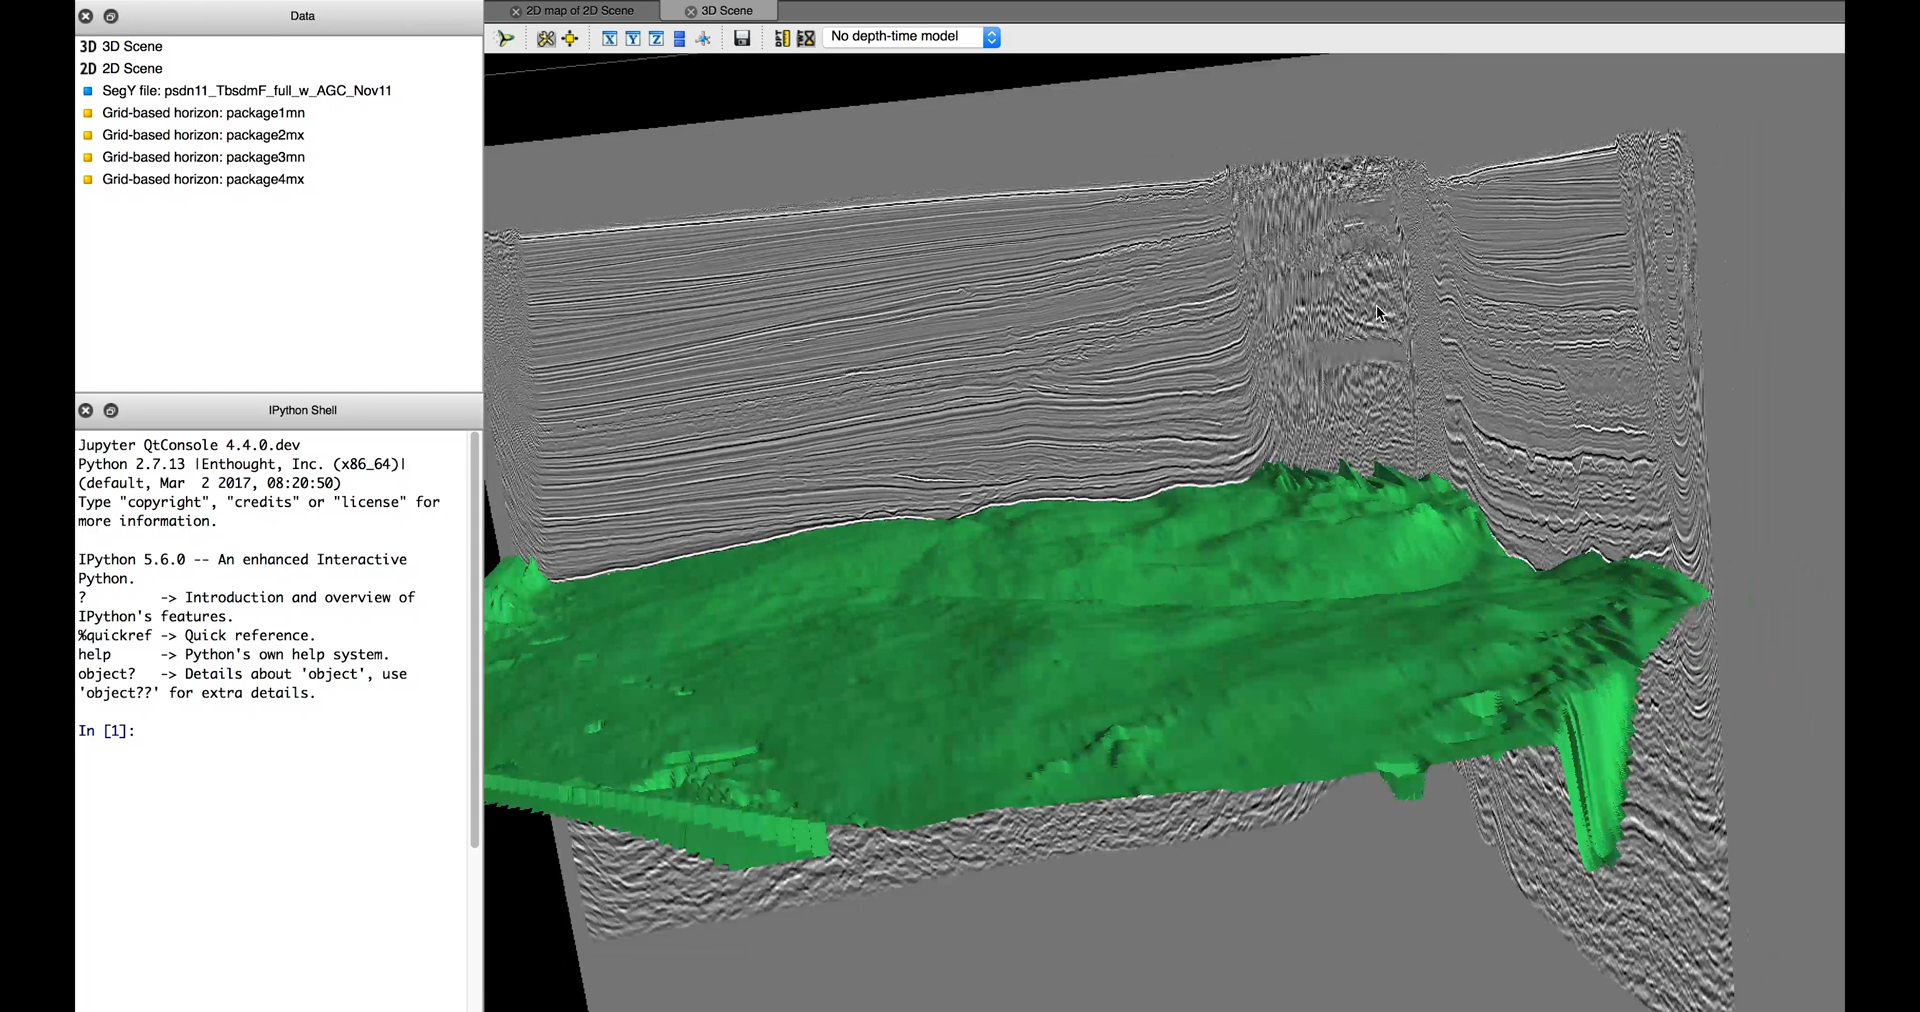 Data
2D map of 2D Scene
3D Scene
3D 3D Scene
2D 2D Scene
SegY file: psdn11_TbsdmF_full_w_AGC_Nov11
Grid-based horizon: package1mn
Grid-based horizon: package2mx
Grid-based horizon: package3mn
Grid-based horizon: package4mx
X Y Z
No depth-time model
IPython Shell
Jupyter QtConsole 4.4.0.dev
Python 2.7.13 |Enthought, Inc. (x86_64)|
(default, Mar  2 2017, 08:20:50)
Type "copyright", "credits" or "license" for
more information.
IPython 5.6.0 -- An enhanced Interactive
Python.
?         -> Introduction and overview of
IPython's features.
%quickref -> Quick reference.
help      -> Python's own help system.
object?   -> Details about 'object', use
'object??' for extra details.
In [1]: